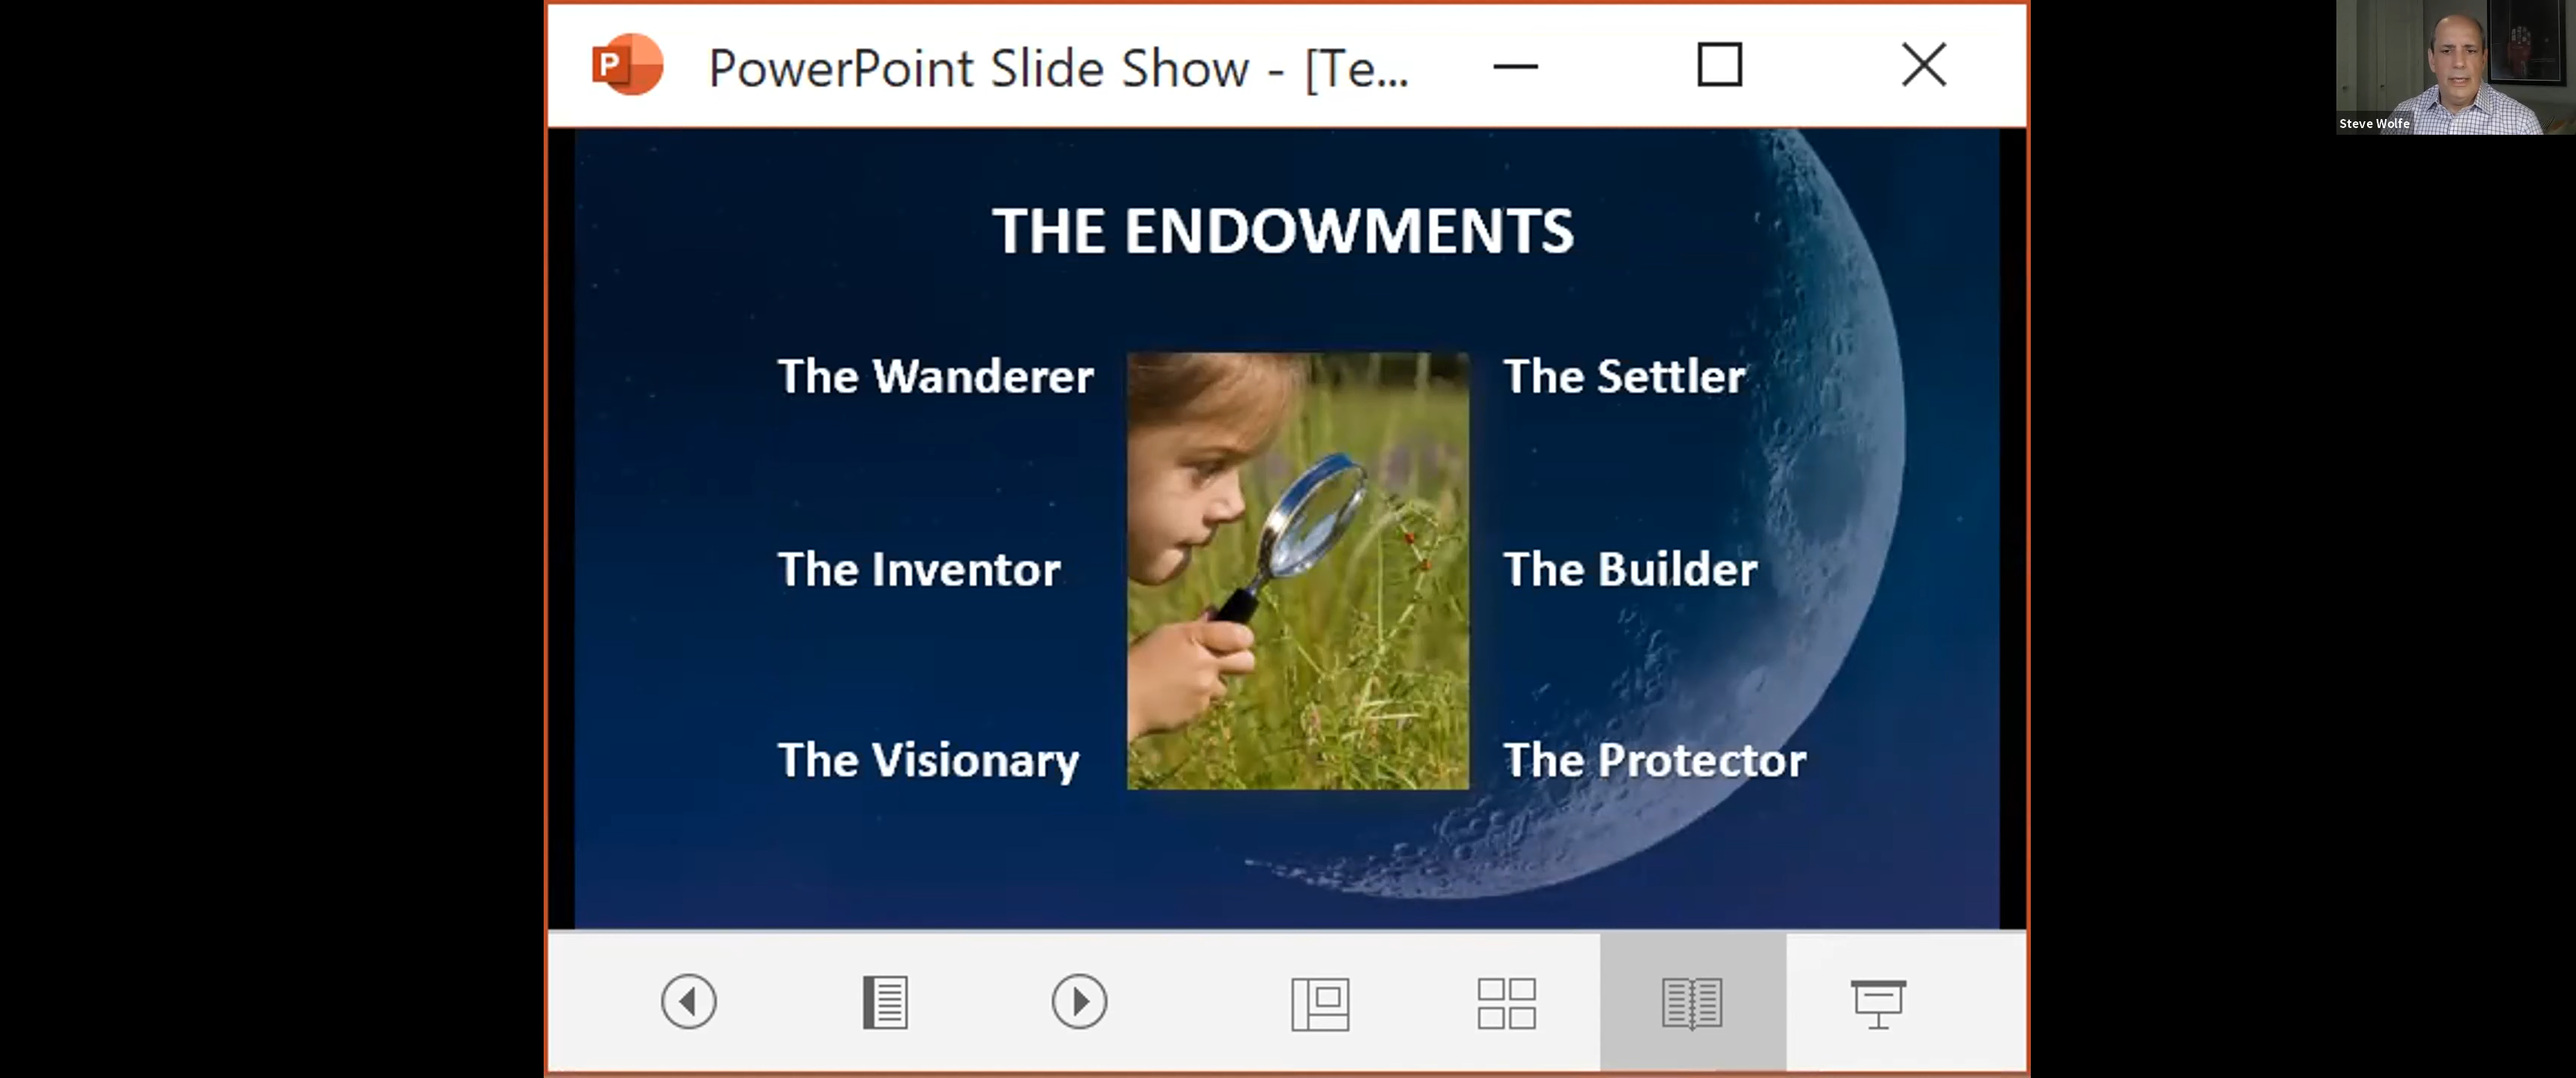 P PowerPoint Slide Show - [Te...
Steve Wolfe
THE ENDOWMENTS
The Wanderer
The Settler
The Inventor
The Builder
The Visionary
The Protector